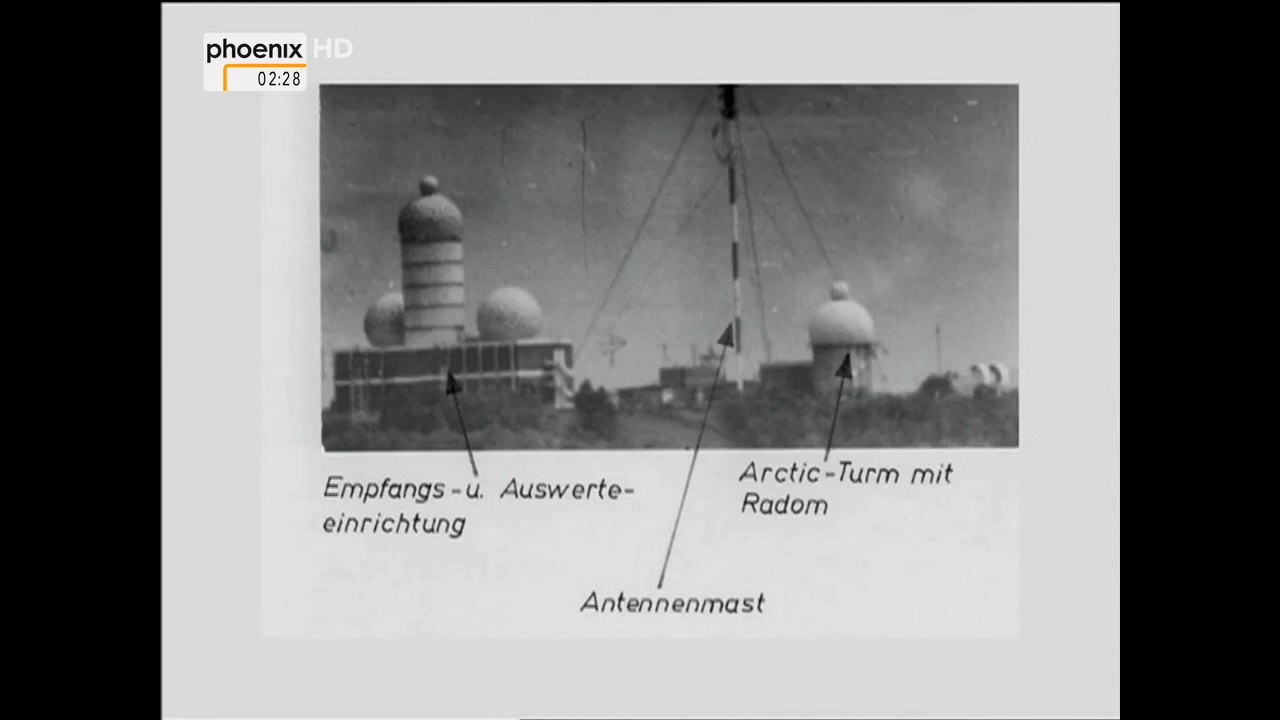 phoenix HD
02:28
Empfangs-u. Auswerte-
einrichtung
Arctic-Turm mit
Radom
Antennenmast